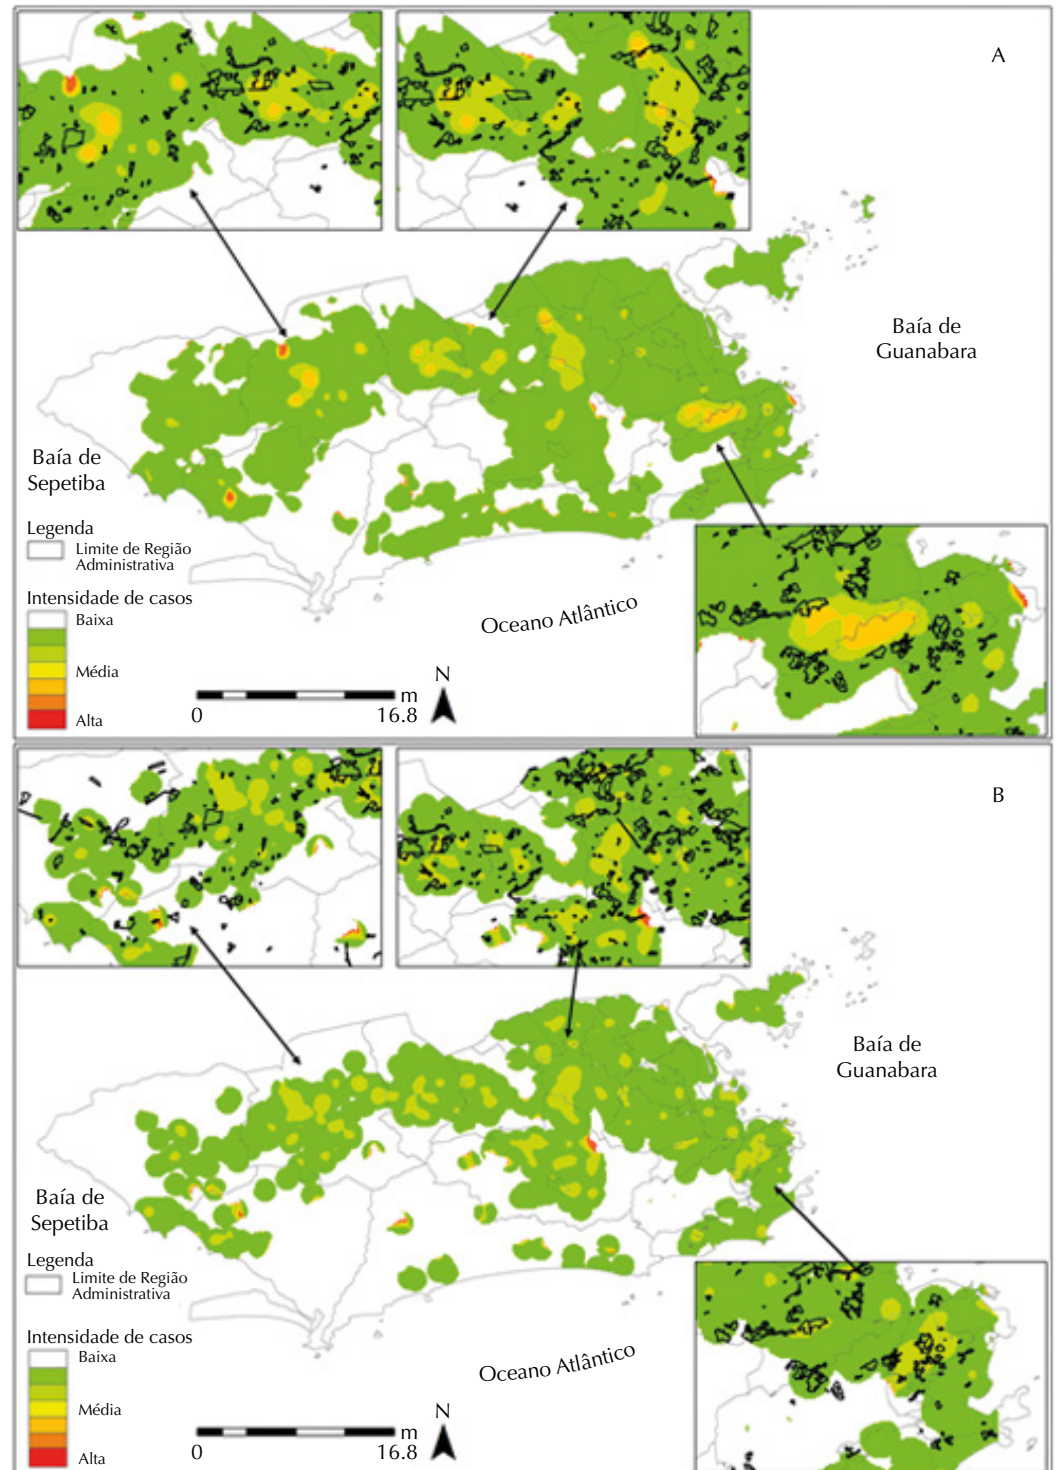 A
Baía de
Guanabara
Baía de
Sepetiba
Legenda
Limite de Região
Administrativa
Intensidade de casos
Baixa
Média
Alta
Oceano Atlântico
N
m
0
16.8
B
Baía de
Guanabara
Baía de
Sepetiba
Legenda
Limite de Região
Administrativa
Intensidade de casos
Baixa
Média
Alta
Oceano Atlântico
N
m
0
16.8